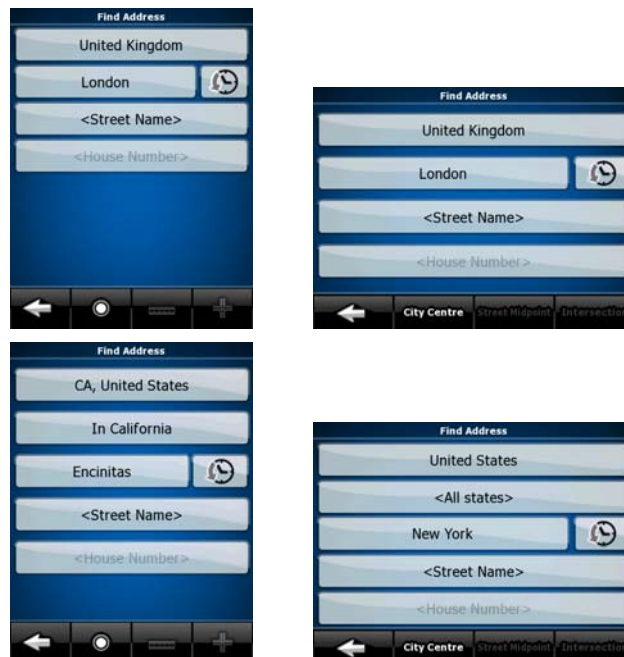 Find Address
United Kingdom
London
<Street Name>
<House Number>
Find Address
United Kingdom
London
<Street Name>
<House Number>
City Centre Street Midpoint Intersection
Find Address
CA, United States
In California
Encinitas
<Street Name>
<House Number>
Find Address
United States
<All states>
New York
<Street Name>
<House Number>
City Centre Street Midpoint Intersection